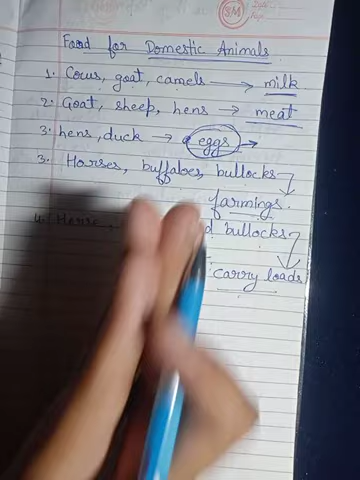 Food for Domestic Animals
1. Cows, goat, camels → milk
2. Goat, sheep, hens → meat
3. hens, duck → eggs →
3. Horses, buffaloes, bullocks
farmings.
4. Horse, bullocks
carry loads